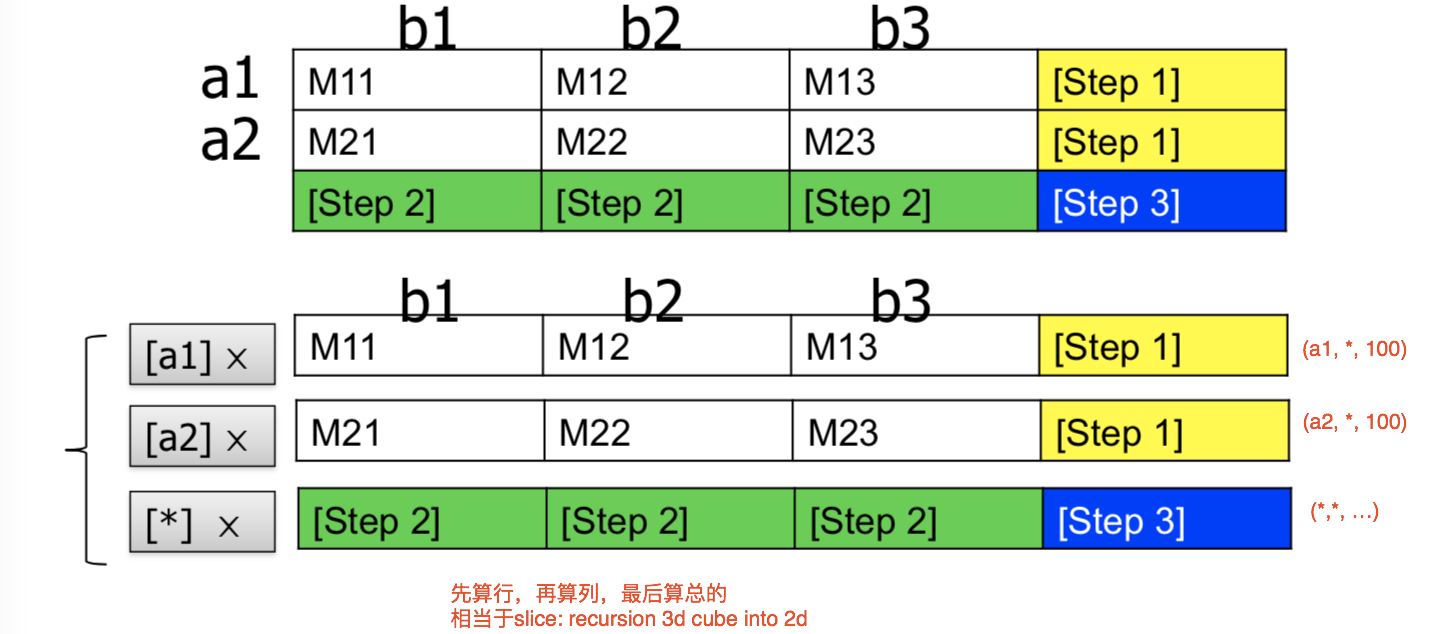 b1 b2 b3
a1 M11 M12 M13 [Step 1]
a2 M21 M22 M23 [Step 1]
[Step 2] [Step 2] [Step 2] [Step 3]
b1 b2 b3
[a1] x M11 M12 M13 [Step 1] (a1, *, 100)
[a2] x M21 M22 M23 [Step 1] (a2, *, 100)
[*] x [Step 2] [Step 2] [Step 2] [Step 3] (*,*, …)
先算行，再算列，最后算总的
相当于slice: recursion 3d cube into 2d